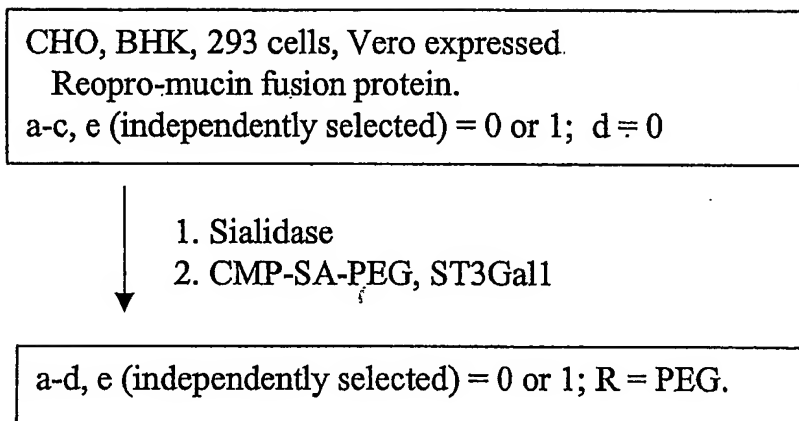 CHO, BHK, 293 cells, Vero expressed.
Reopro-mucin fusion protein.
a-c, e (independently selected) = 0 or 1; d = 0
1. Sialidase
2. CMP-SA-PEG, ST3Gal1
a-d, e (independently selected) = 0 or 1; R = PEG.